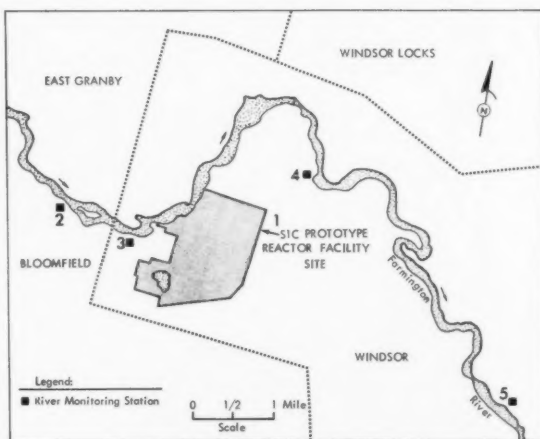 WINDSOR LOCKS
EAST GRANBY
N
4
2
1
S1C PROTOTYPE
REACTOR FACILITY
SITE
3
BLOOMFIELD
Farmington
River
WINDSOR
Legend:
River Monitoring Station
5
0 1/2 1 Mile
Scale